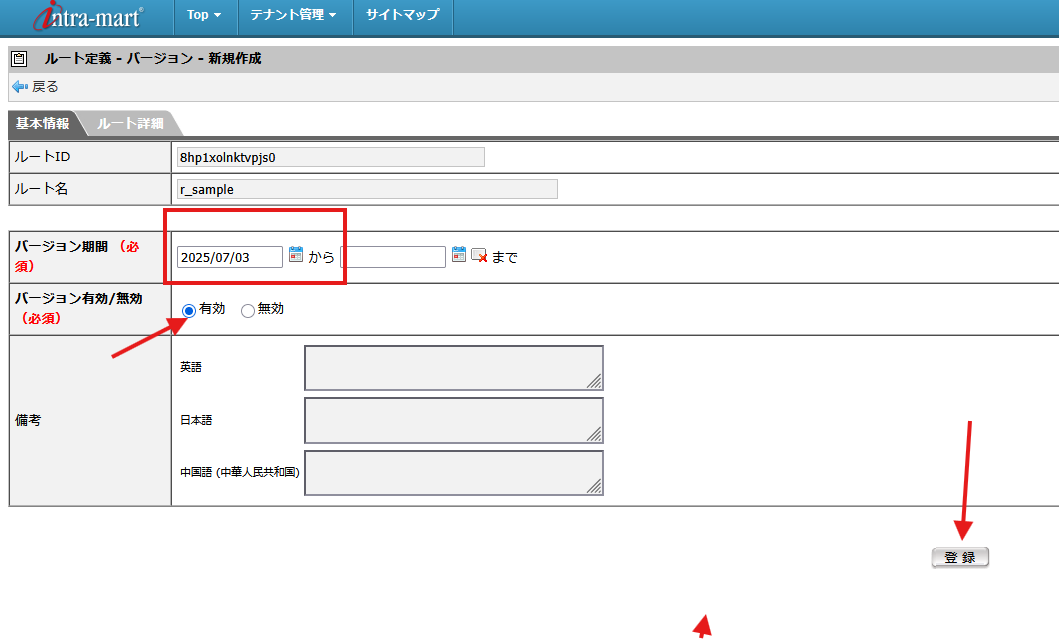 intra-mart® Top テナント管理 サイトマップ
ルート定義 - バージョン - 新規作成
戻る
基本情報 ルート詳細
ルートID 8hp1xolnktvpjs0
ルート名 r_sample
バージョン期間 （必
須） 2025/07/03 から まで
バージョン有効/無効
（必須） 有効 無効
備考
英語
日本語
中国語 (中華人民共和国)
登録